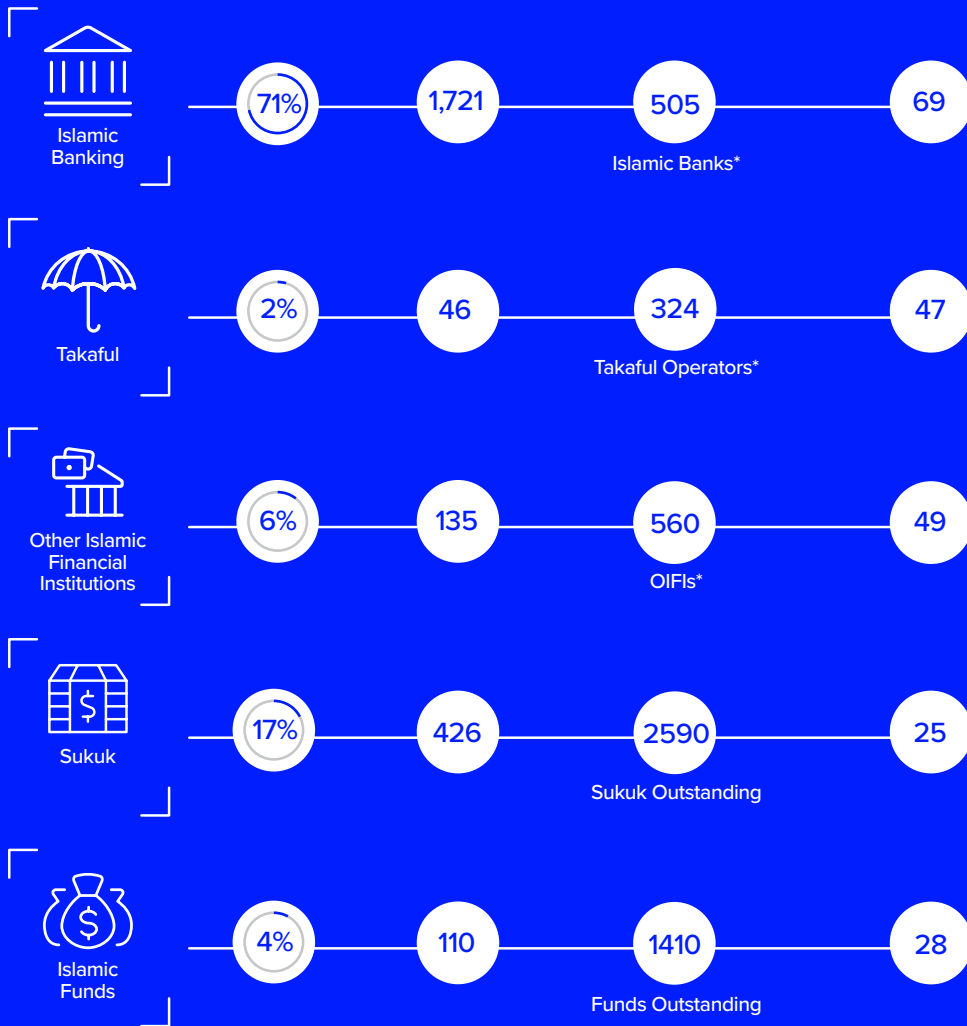 Islamic
Banking
71%
1,721
505
Islamic Banks*
69
Takaful
2%
46
324
Takaful Operators*
47
Other Islamic
Financial
Institutions
6%
135
560
OIFIs*
49
$
Sukuk
17%
426
2590
Sukuk Outstanding
25
$
Islamic
Funds
4%
110
1410
Funds Outstanding
28